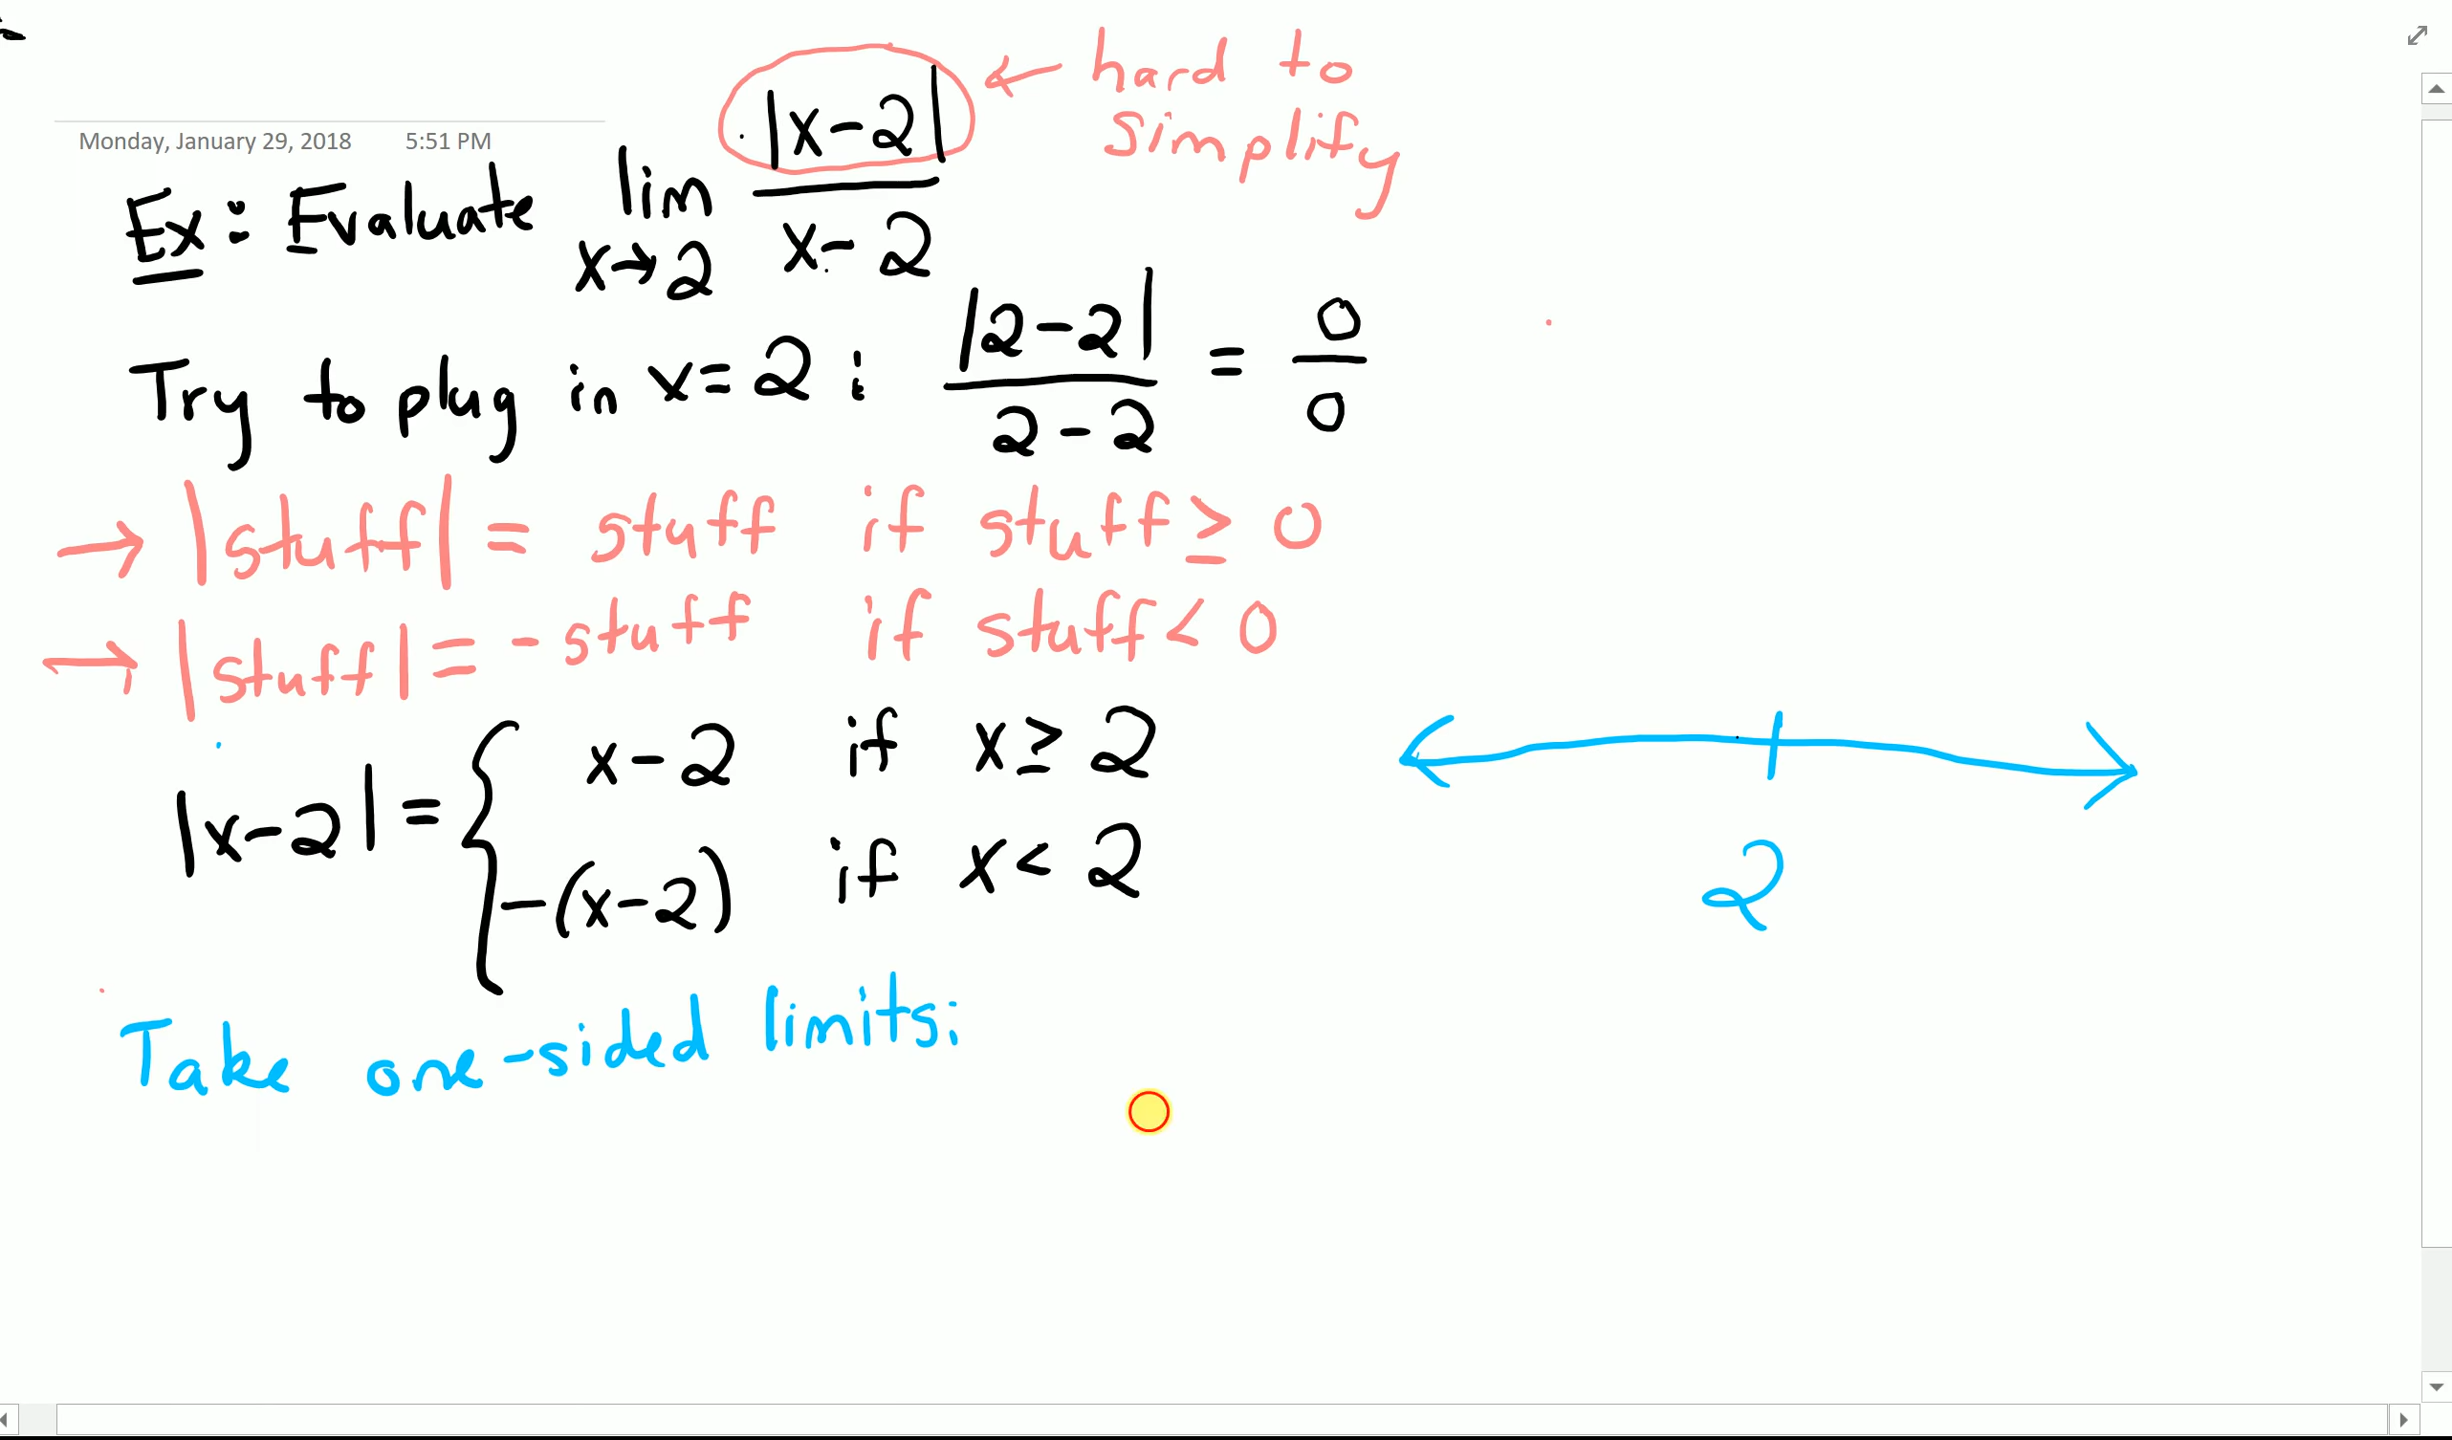 |x-2| ← hard to
simplify
Monday, January 29, 2018 5:51 PM
Ex: Evaluate lim x→2 |x-2| / x-2
Try to plug in x=2: |2-2| / 2-2 = 0/0
→ |stuff| = stuff if stuff ≥ 0
→ |stuff| = -stuff if stuff < 0
|x-2| = { x-2 if x ≥ 2
-(x-2) if x < 2
2
Take one-sided limits: